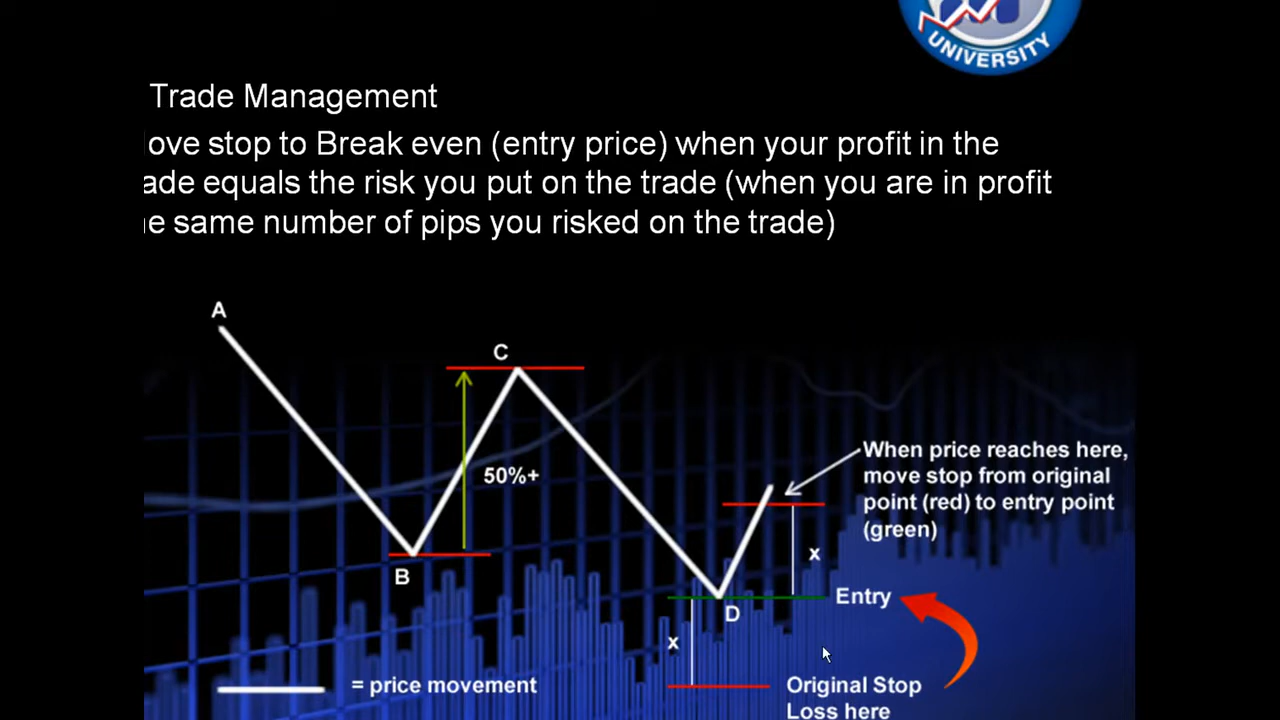 UNIVERSITY
Trade Management
ove stop to Break even (entry price) when your profit in the
ade equals the risk you put on the trade (when you are in profit
e same number of pips you risked on the trade)
A
C
50%+
When price reaches here,
move stop from original
point (red) to entry point
(green)
x
B
Entry
D
x
= price movement
Original Stop
Loss here